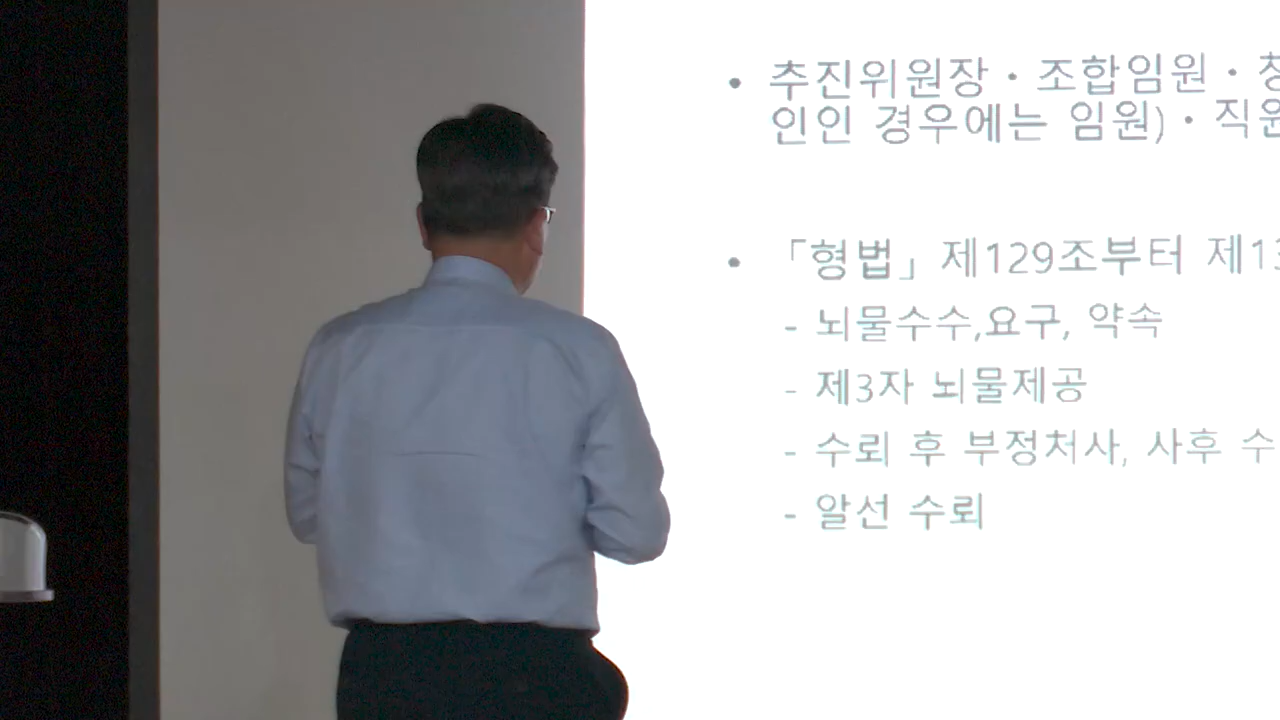 • 추진위원장 · 조합임원 · 청
인인 경우에는 임원) · 직원
• 「형법」 제129조부터 제13
- 뇌물수수,요구, 약속
- 제3자 뇌물제공
- 수뢰 후 부정처사, 사후 수
- 알선 수뢰